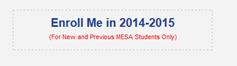 Enroll Me in 2014-2015
(For New and Previous MESA Students Only)